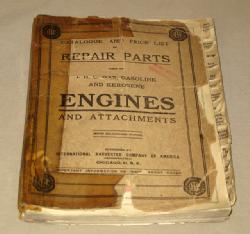 CATALOGUE AND PRICE LIST
OF
REPAIR PARTS
I H C GAS, GASOLINE
AND KEROSENE
ENGINES
AND ATTACHMENTS
INTERNATIONAL HARVESTER COMPANY OF AMERICA
CHICAGO, U. S. A.